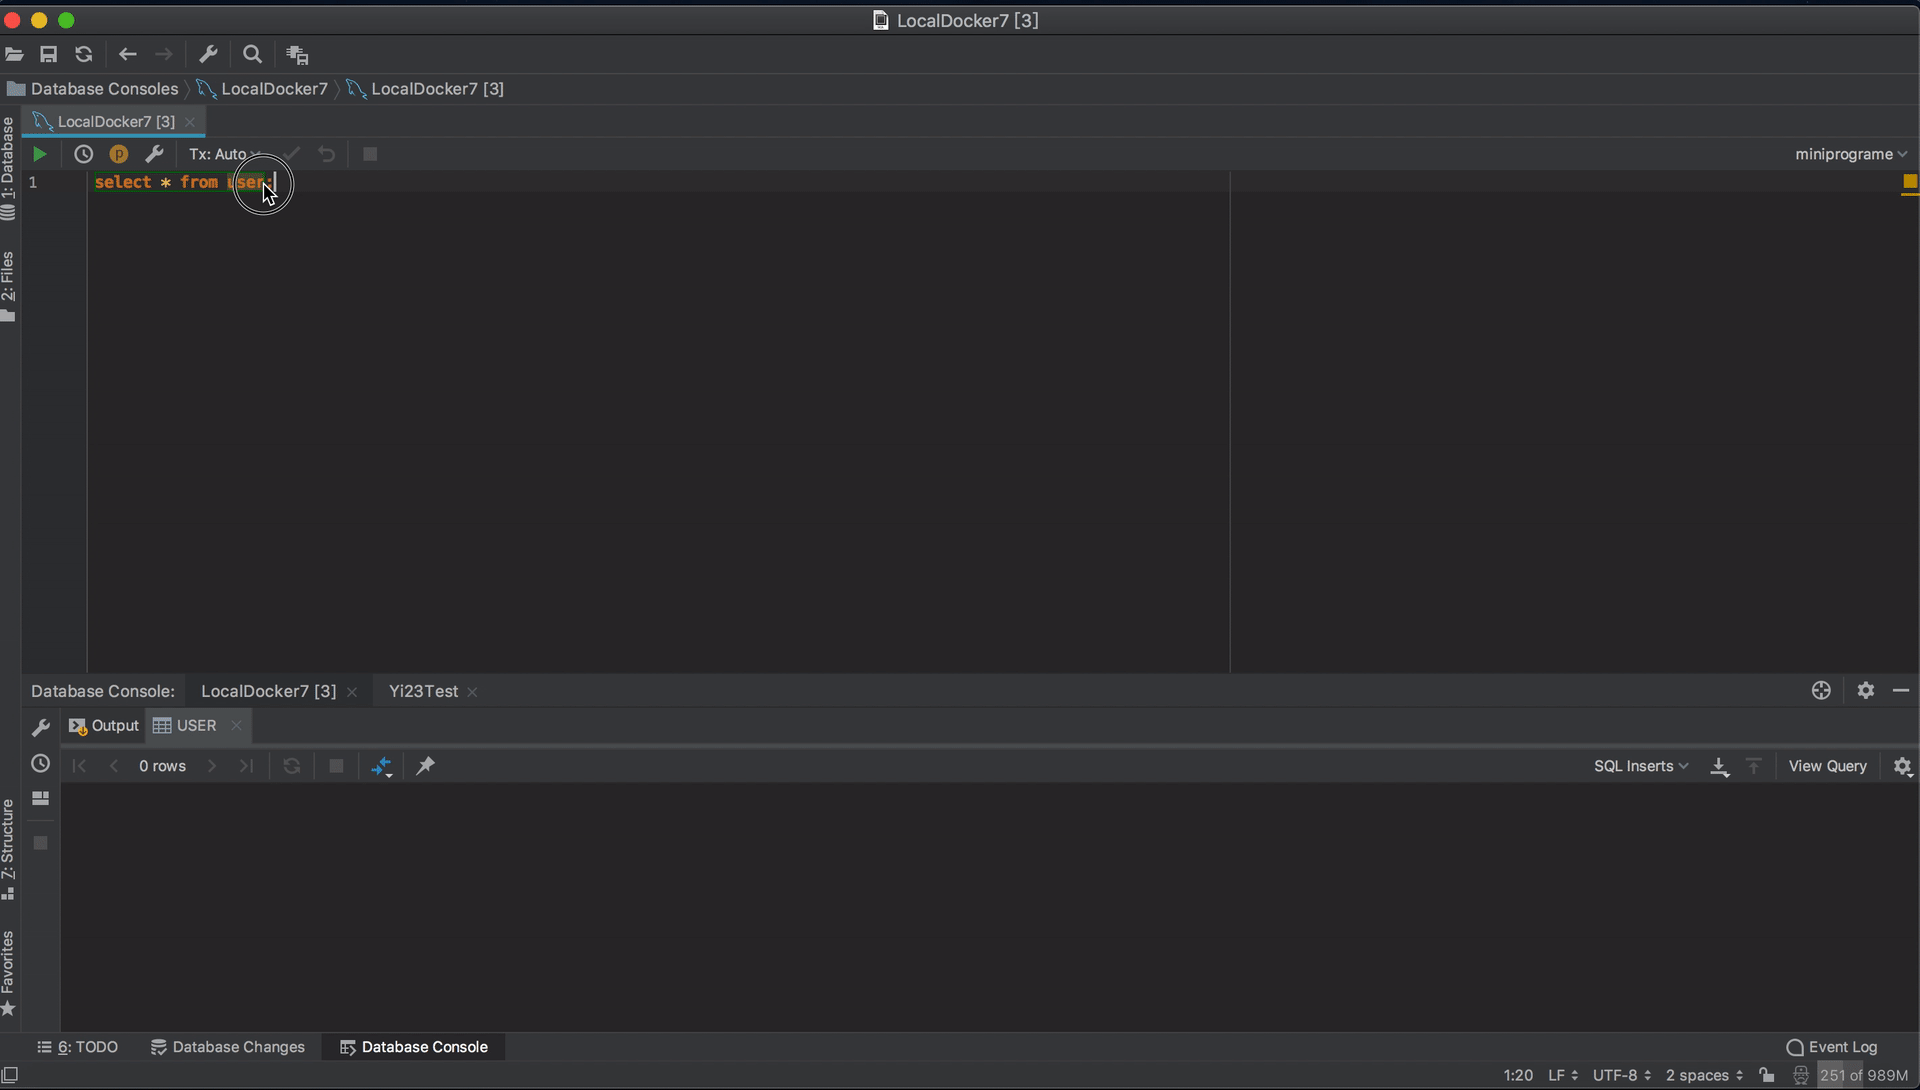 LocalDocker7 [3]
Database Consoles LocalDocker7 LocalDocker7 [3]
LocalDocker7 [3]
Tx: Auto
miniprograme
1: Database
2: Files
1
select * from user;
Database Console: LocalDocker7 [3] Yi23Test
Output USER
0 rows
SQL Inserts View Query
Z: Structure
Favorites
6: TODO Database Changes Database Console
Event Log
1:20 LF UTF-8 2 spaces 251 of 989M